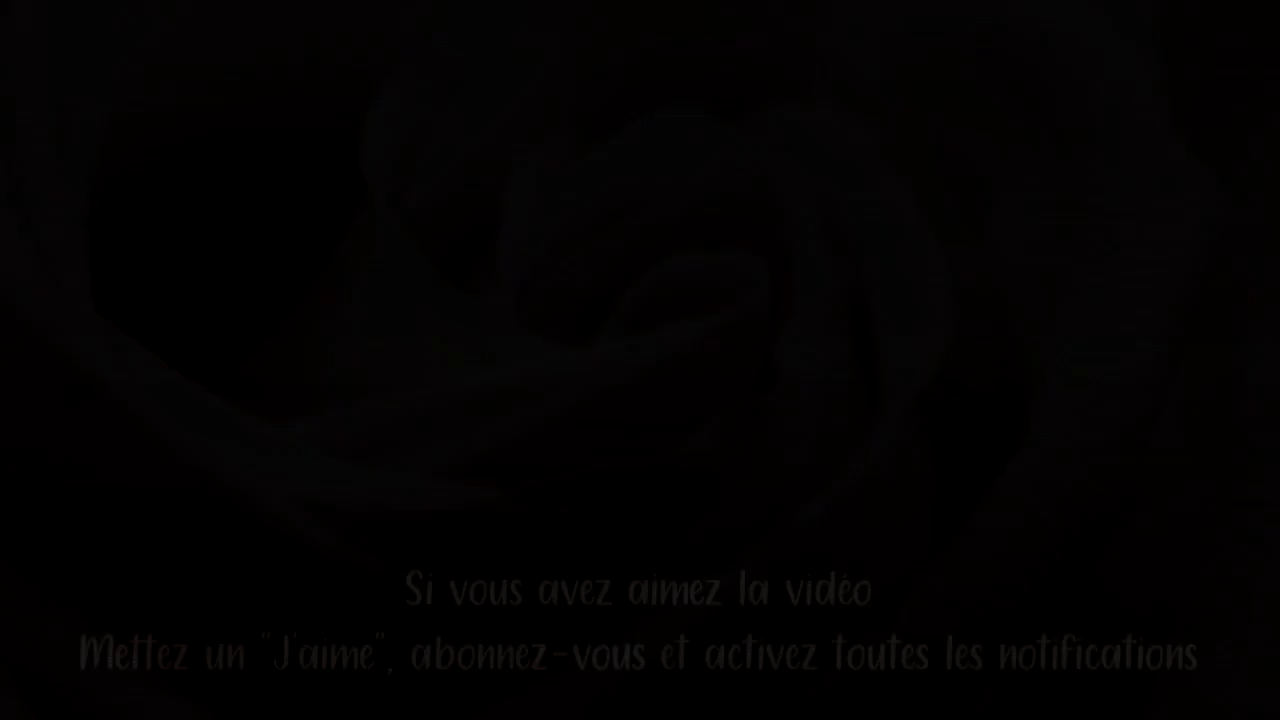 Si vous avez aimez la vidéo
Mettez un "J'aime", abonnez-vous et activez toutes les notifications